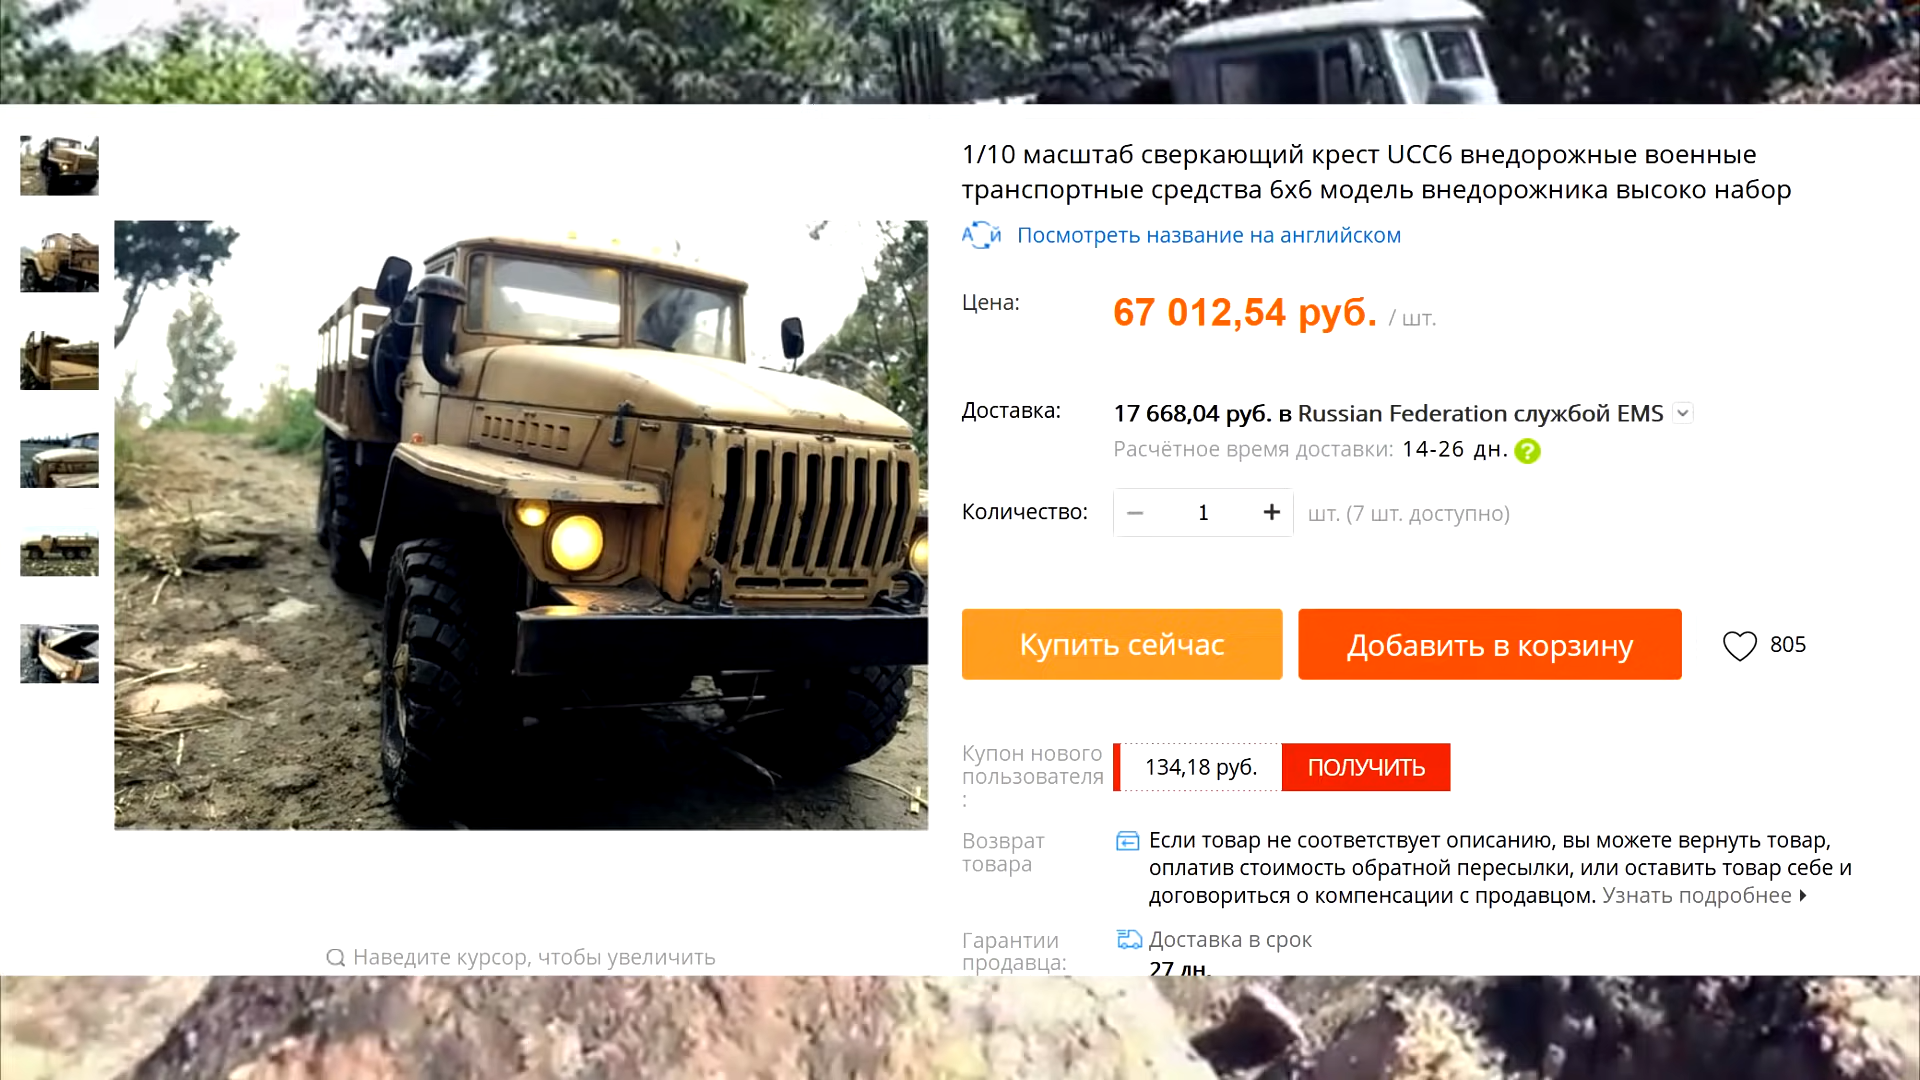 1/10 масштаб сверкающий крест UCC6 внедорожные военные
транспортные средства 6x6 модель внедорожника высоко набор
Посмотреть название на английском
Цена:
67 012,54 руб. / шт.
Доставка:
17 668,04 руб. в Russian Federation службой EMS
Расчётное время доставки: 14-26 дн. ?
Количество:
− 1 + шт. (7 шт. доступно)
Купить сейчас
Добавить в корзину
805
Купон нового
пользователя
:
134,18 руб.
ПОЛУЧИТЬ
Возврат
товара
Если товар не соответствует описанию, вы можете вернуть товар,
оплатив стоимость обратной пересылки, или оставить товар себе и
договориться о компенсации с продавцом. Узнать подробнее
Гарантии
продавца:
Доставка в срок
27 дн.
Наведите курсор, чтобы увеличить